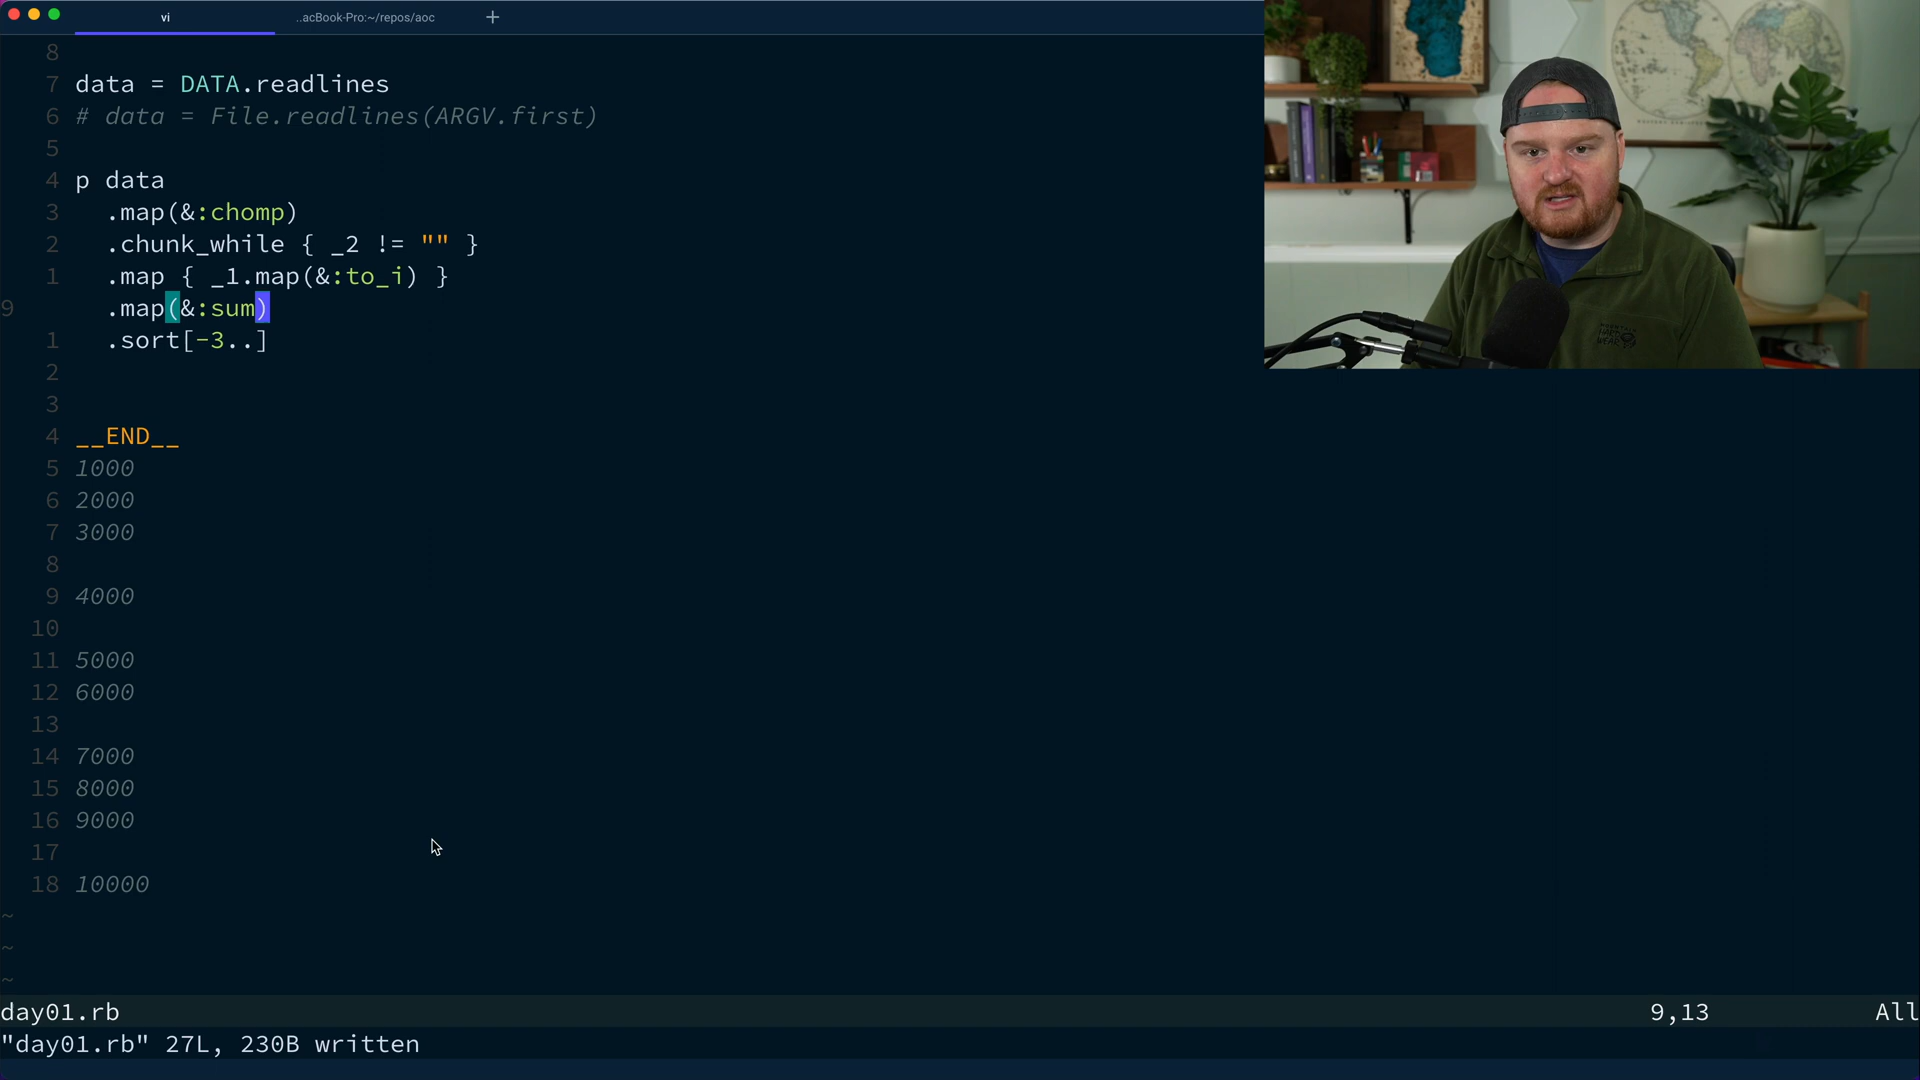 vi
..acBook-Pro:~/repos/aoc
+
8
7 data = DATA.readlines
6 # data = File.readlines(ARGV.first)
5
4 p data
3 .map(&:chomp)
2 .chunk_while { _2 != "" }
1 .map { _1.map(&:to_i) }
9 .map(&:sum)
1 .sort[-3..]
2
3
4 __END__
5 1000
6 2000
7 3000
8
9 4000
10
11 5000
12 6000
13
14 7000
15 8000
16 9000
17
18 10000
~
~
~
day01.rb 9,13 All
"day01.rb" 27L, 230B written